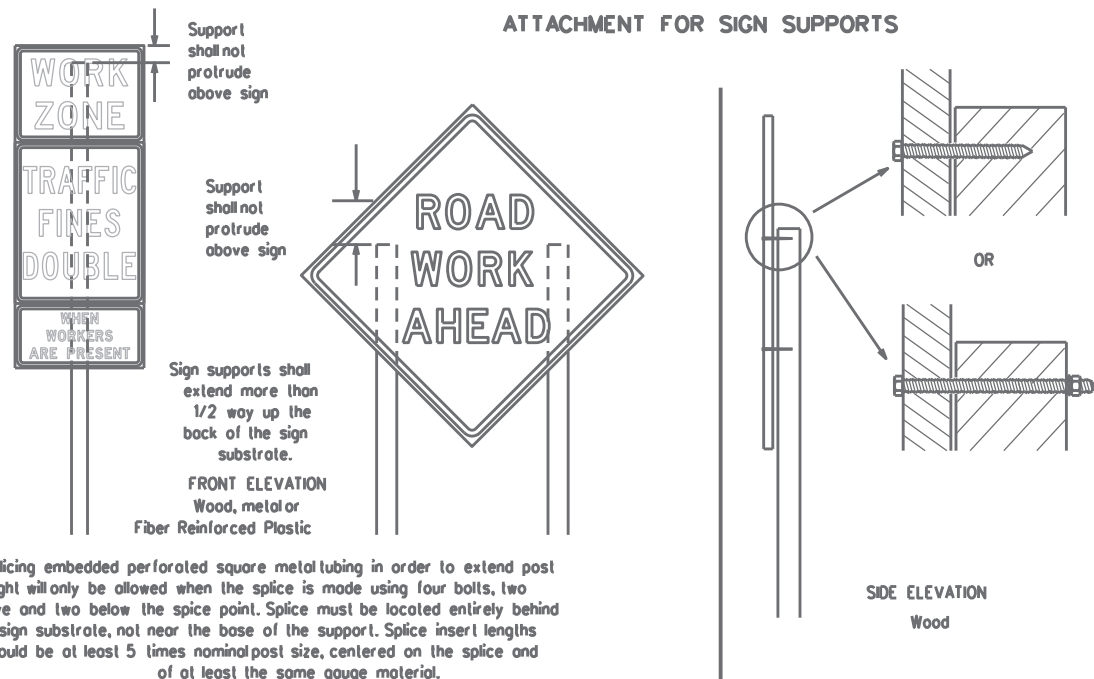 ATTACHMENT FOR SIGN SUPPORTS
Support
shall not
protrude
above sign
WORK
ZONE
TRAFFIC
FINES
DOUBLE
WHEN
WORKERS
ARE PRESENT
Support
shall not
protrude
above sign
ROAD
WORK
AHEAD
OR
Sign supports shall
extend more than
1/2 way up the
back of the sign
substrate.
FRONT ELEVATION
Wood, metal or
Fiber Reinforced Plastic
embedded perforated square metal tubing in order to extend post
will only be allowed when the splice is made using four bolts, two
and two below the spice point. Splice must be located entirely behind
sign substrate, not near the base of the support. Splice insert lengths
be at least 5 times nominal post size, centered on the splice and
of at least the same gauge material.
SIDE ELEVATION
Wood